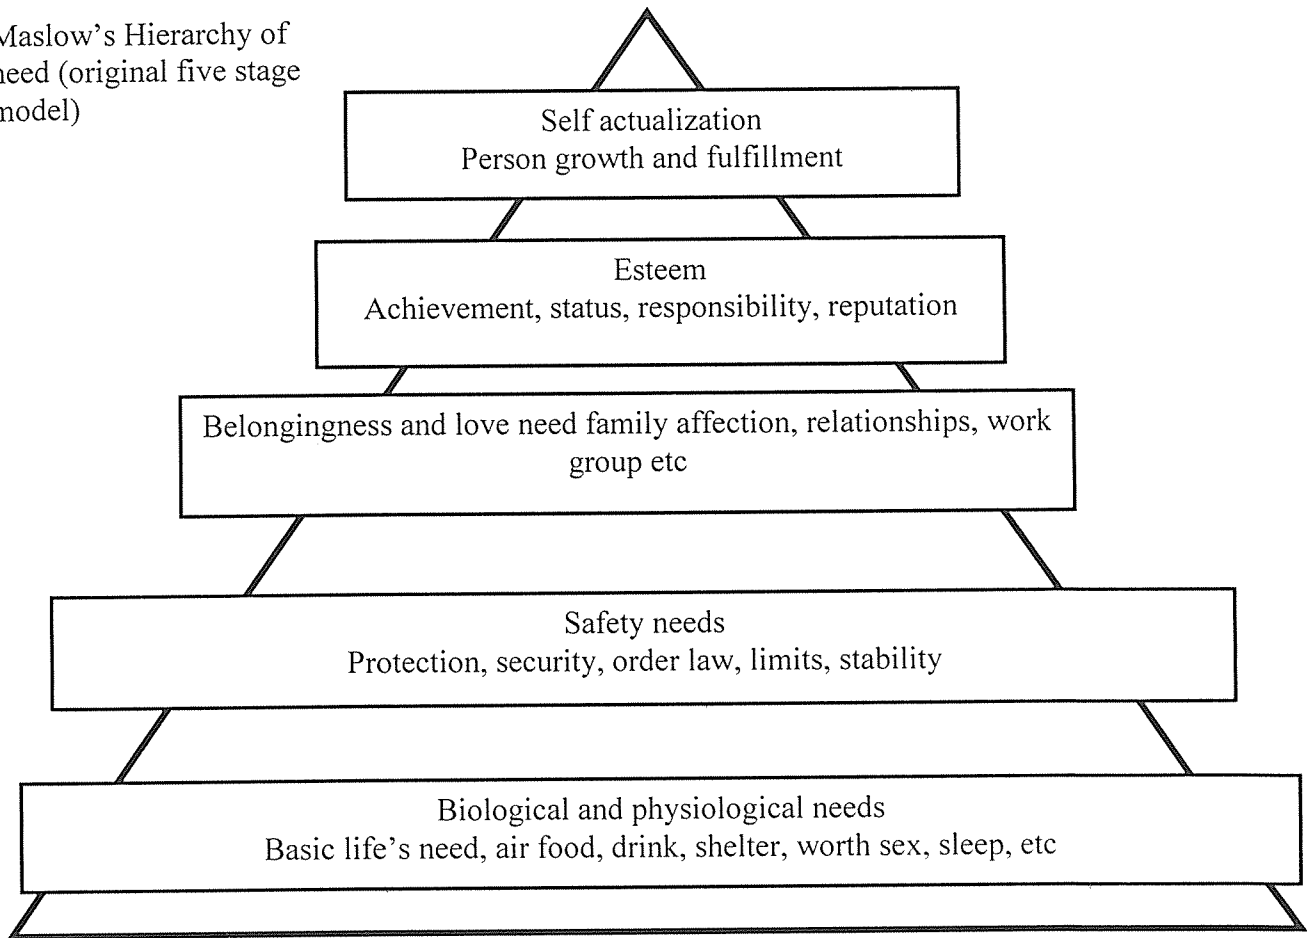 Maslow's Hierarchy of
need (original five stage
model)
Self actualization
Person growth and fulfillment
Esteem
Achievement, status, responsibility, reputation
Belongingness and love need family affection, relationships, work
group etc
Safety needs
Protection, security, order law, limits, stability
Biological and physiological needs
Basic life's need, air food, drink, shelter, worth sex, sleep, etc